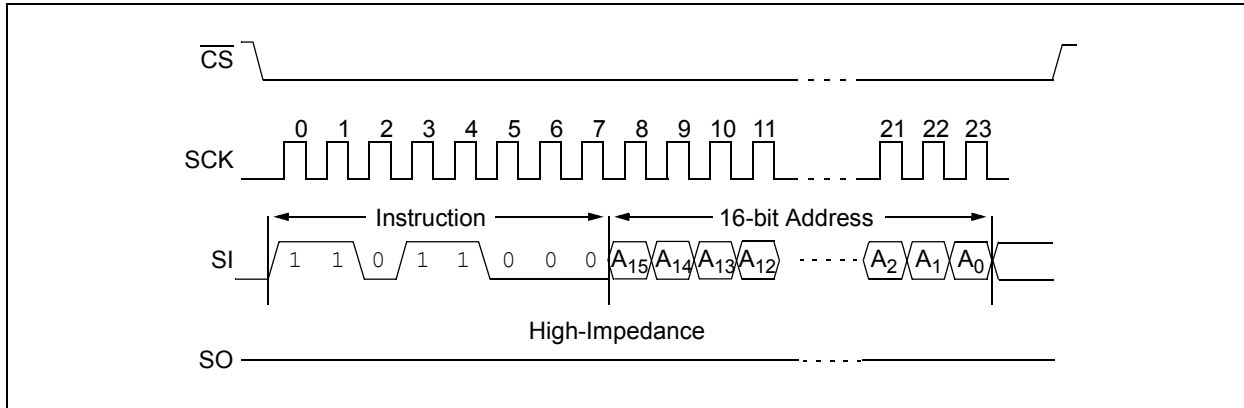 CS
0 1 2 3 4 5 6 7 8 9 10 11 21 22 23
SCK
Instruction 16-bit Address
SI 1 1 0 1 1 0 0 0 A15 A14 A13 A12 A2 A1 A0
High-Impedance
SO